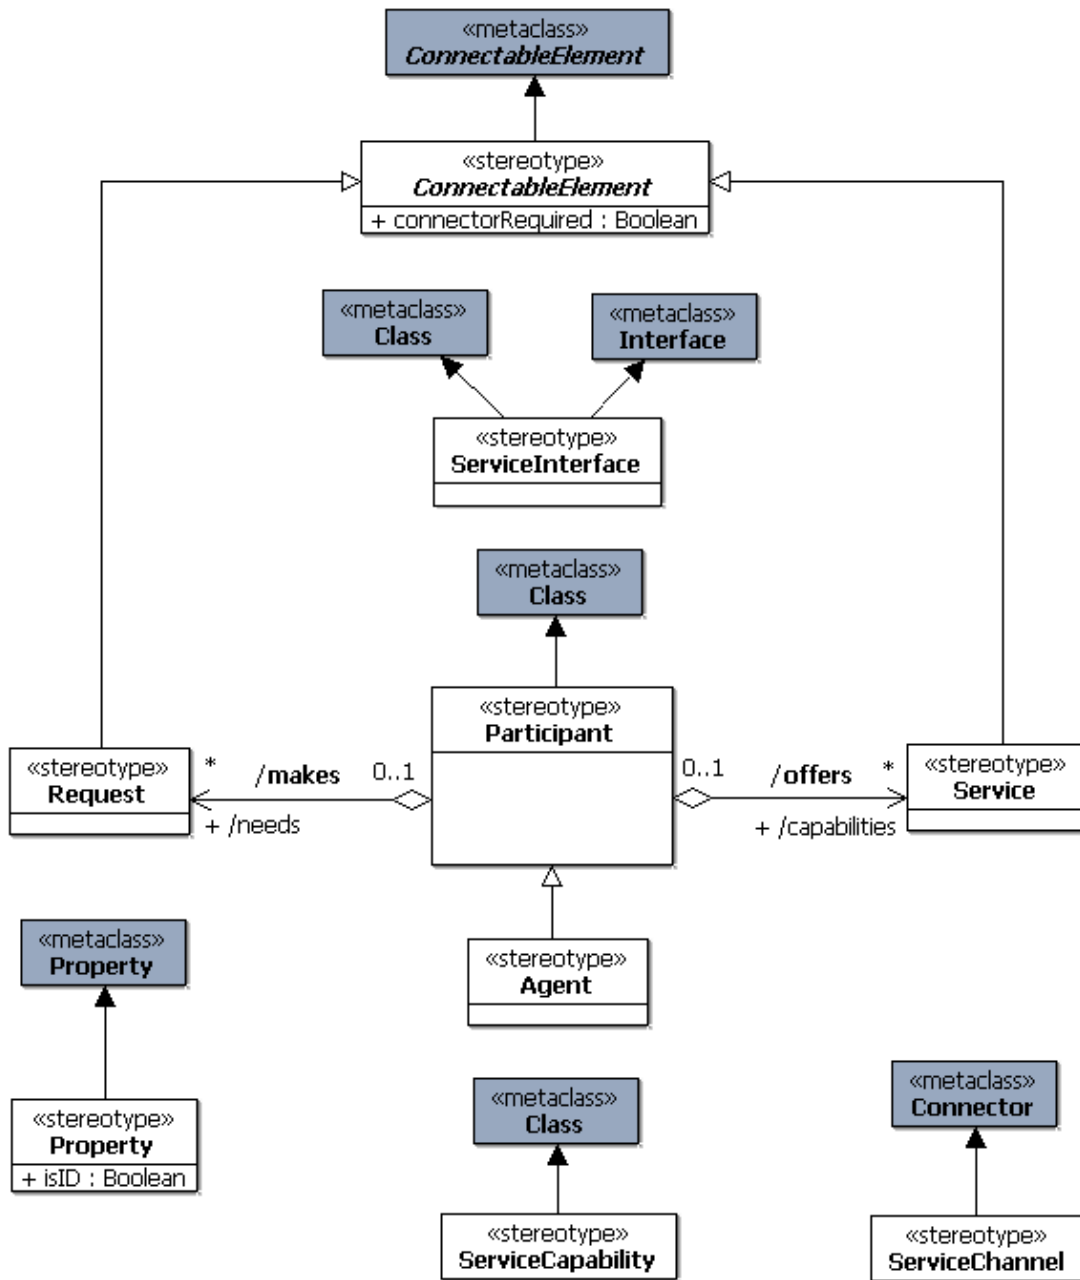 «metaclass»
ConnectableElement
«stereotype»
ConnectableElement
+ connectorRequired : Boolean
«metaclass»
Class
«metaclass»
Interface
«stereotype»
ServiceInterface
«metaclass»
Class
«stereotype»
Participant
«stereotype»
Request
*
/makes
0..1
+ /needs
0..1
/offers
*
+ /capabilities
«stereotype»
Service
«metaclass»
Property
«stereotype»
Agent
«stereotype»
Property
+ isID : Boolean
«metaclass»
Class
«metaclass»
Connector
«stereotype»
ServiceCapability
«stereotype»
ServiceChannel